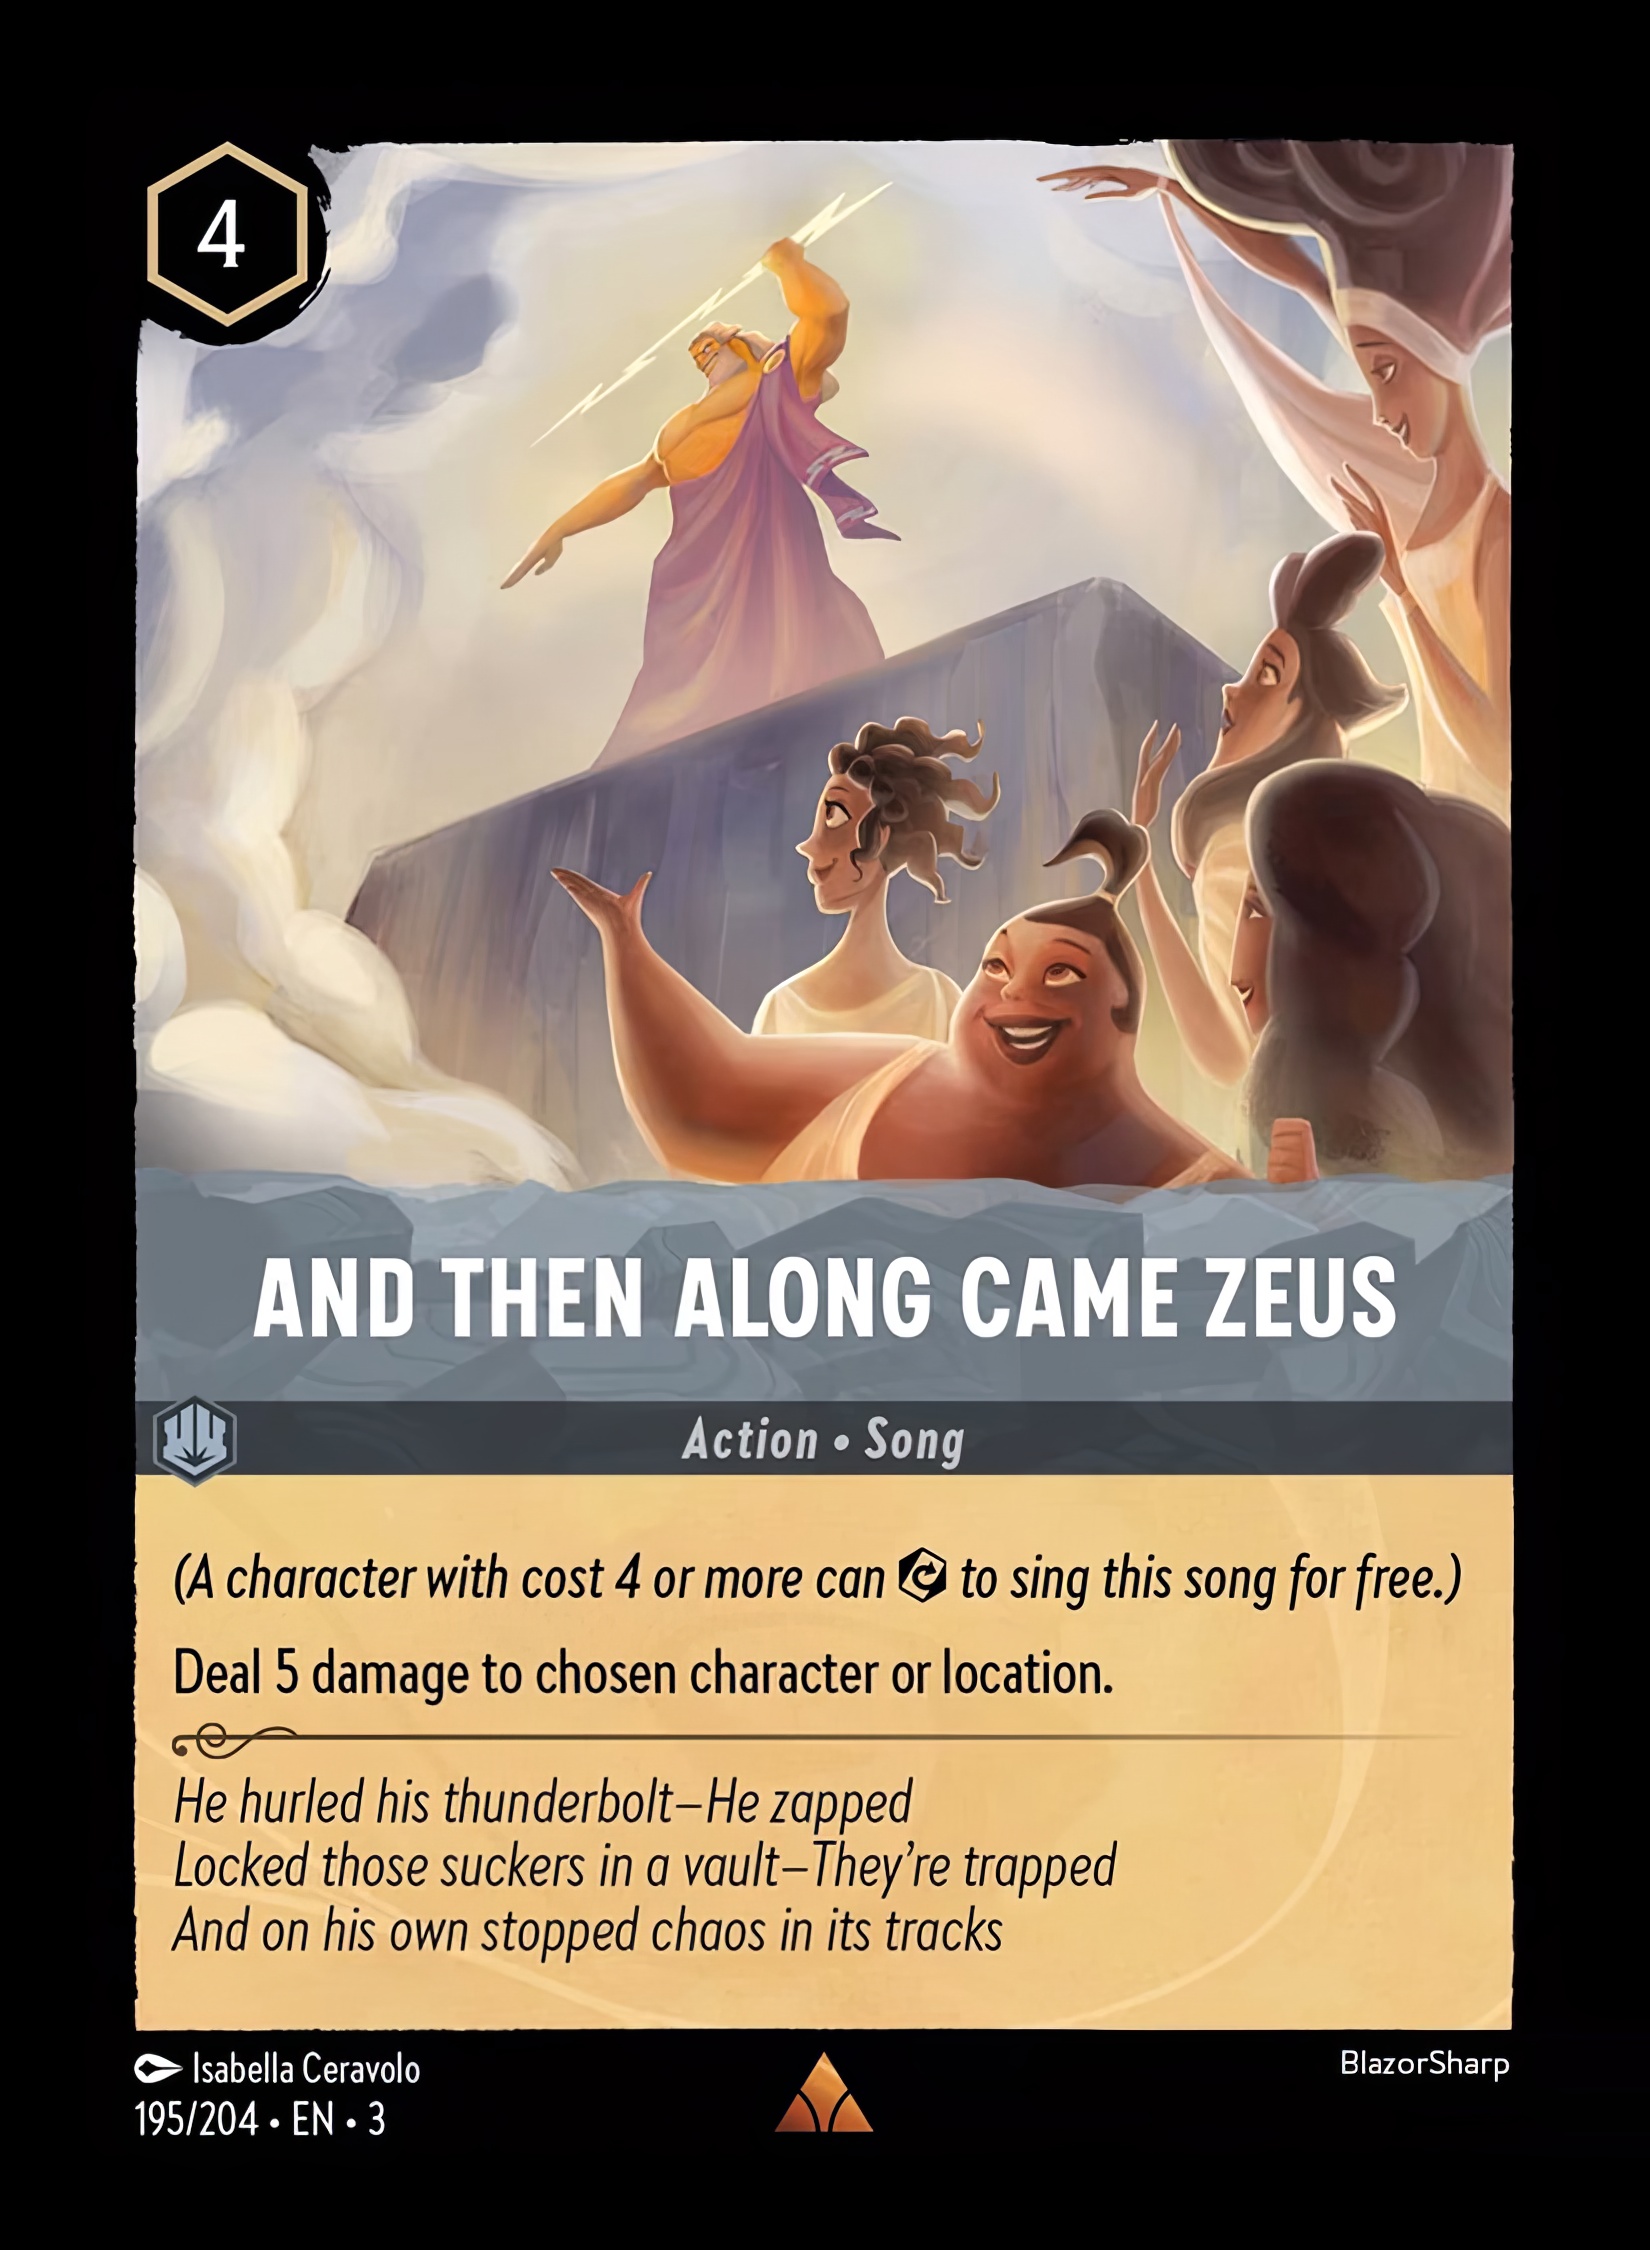 4
AND THEN ALONG CAME ZEUS
Action • Song
(A character with cost 4 or more can to sing this song for free.)
Deal 5 damage to chosen character or location.
He hurled his thunderbolt–He zapped
Locked those suckers in a vault–They’re trapped
And on his own stopped chaos in its tracks
Isabella Ceravolo
BlazorSharp
195/204 • EN • 3